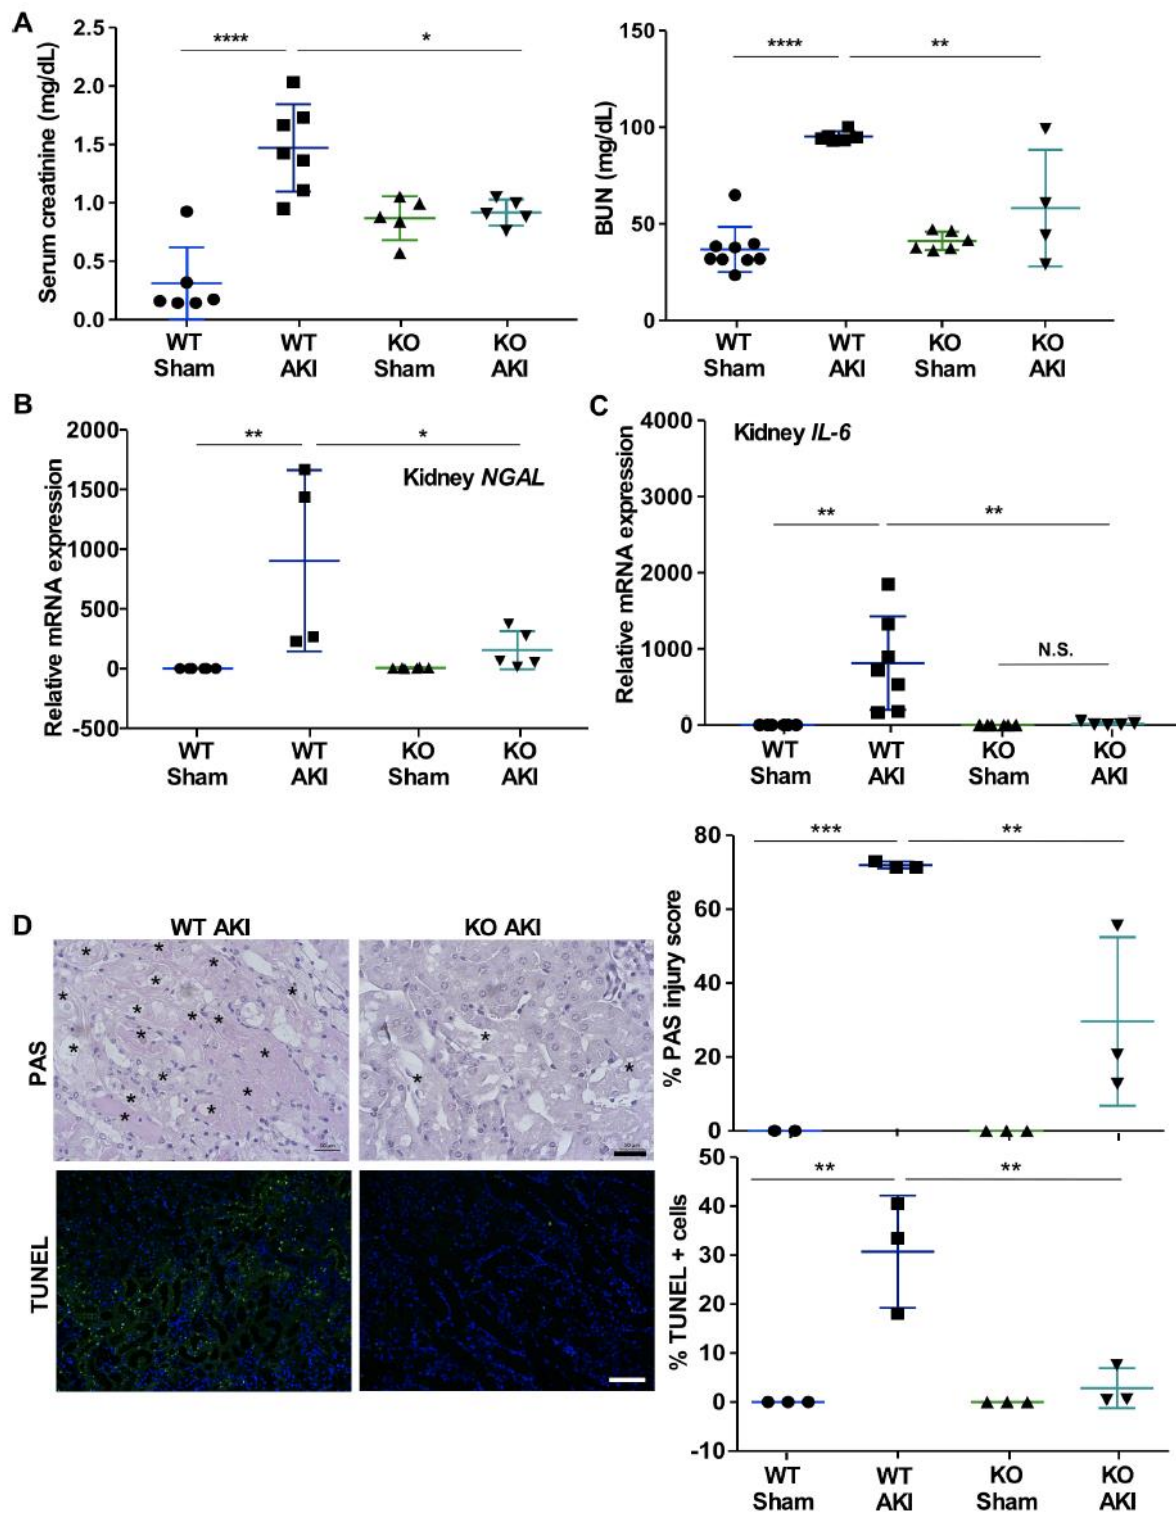 A
Serum creatinine (mg/dL)
2.5
2.0
1.5
1.0
0.5
0.0
****
*
WT
Sham
WT
AKI
KO
Sham
KO
AKI
BUN (mg/dL)
150
100
50
0
****
**
WT
Sham
WT
AKI
KO
Sham
KO
AKI
B
Relative mRNA expression
2000
1500
1000
500
0
-500
**
*
Kidney NGAL
WT
Sham
WT
AKI
KO
Sham
KO
AKI
C
Relative mRNA expression
4000
3000
2000
1000
0
Kidney IL-6
**
**
N.S.
WT
Sham
WT
AKI
KO
Sham
KO
AKI
D
WT AKI
KO AKI
PAS
TUNEL
% PAS injury score
80
60
40
20
0
***
**
% TUNEL + cells
50
40
30
20
10
0
-10
**
**
WT
Sham
WT
AKI
KO
Sham
KO
AKI